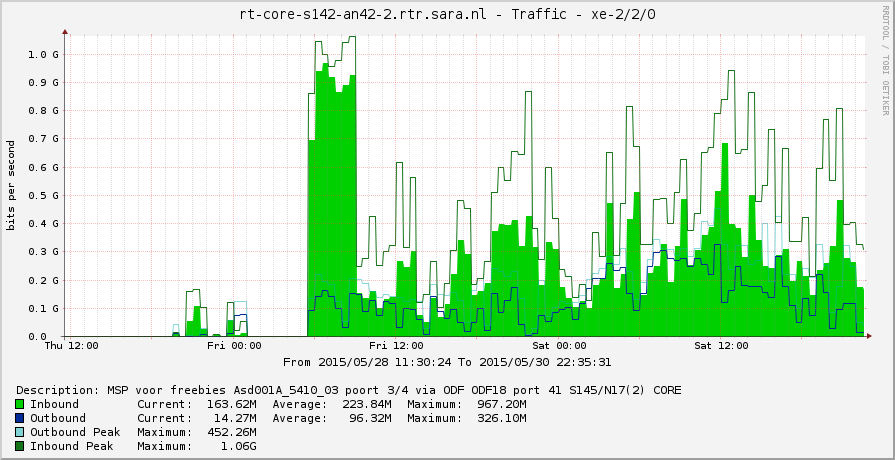 rt-core-s142-an42-2.rtr.sara.nl - Traffic - xe-2/2/0
RRDTOOL / TOBI OETIKER
bits per second
1.0 G
0.9 G
0.8 G
0.7 G
0.6 G
0.5 G
0.4 G
0.3 G
0.2 G
0.1 G
0.0
Thu 12:00 Fri 00:00 Fri 12:00 Sat 00:00 Sat 12:00
From 2015/05/28 11:30:24 To 2015/05/30 22:35:31
Description: MSP voor freebies Asd001A_5410_03 poort 3/4 via ODF ODF18 port 41 S145/N17(2) CORE
Inbound Current: 163.62M Average: 223.84M Maximum: 967.20M
Outbound Current: 14.27M Average: 96.32M Maximum: 326.10M
Outbound Peak Maximum: 452.26M
Inbound Peak Maximum: 1.06G